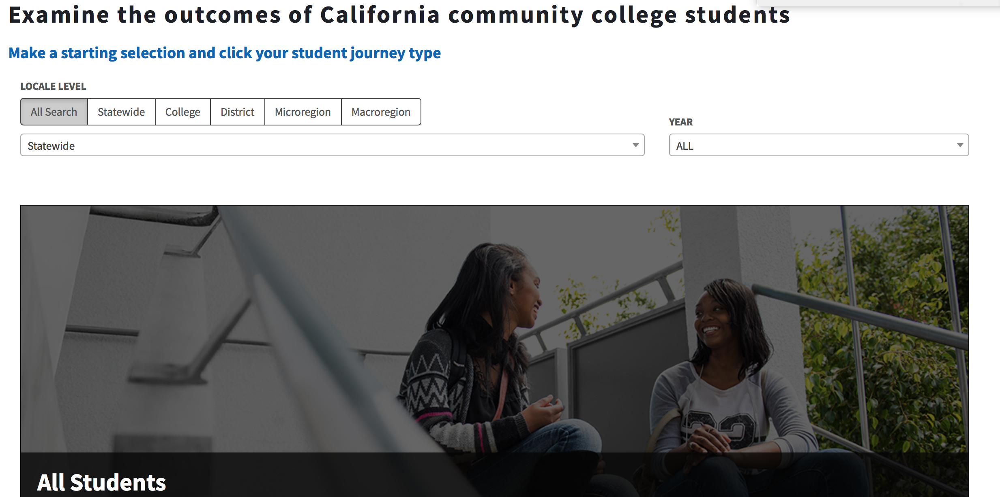 Examine the outcomes of California community college students
Make a starting selection and click your student journey type
LOCALE LEVEL
All Search Statewide College District Microregion Macroregion
YEAR
Statewide ALL
22
All Students